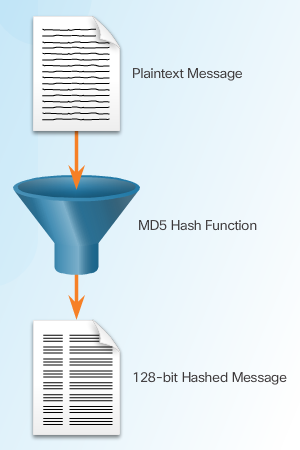 Plaintext Message
MD5 Hash Function
128-bit Hashed Message